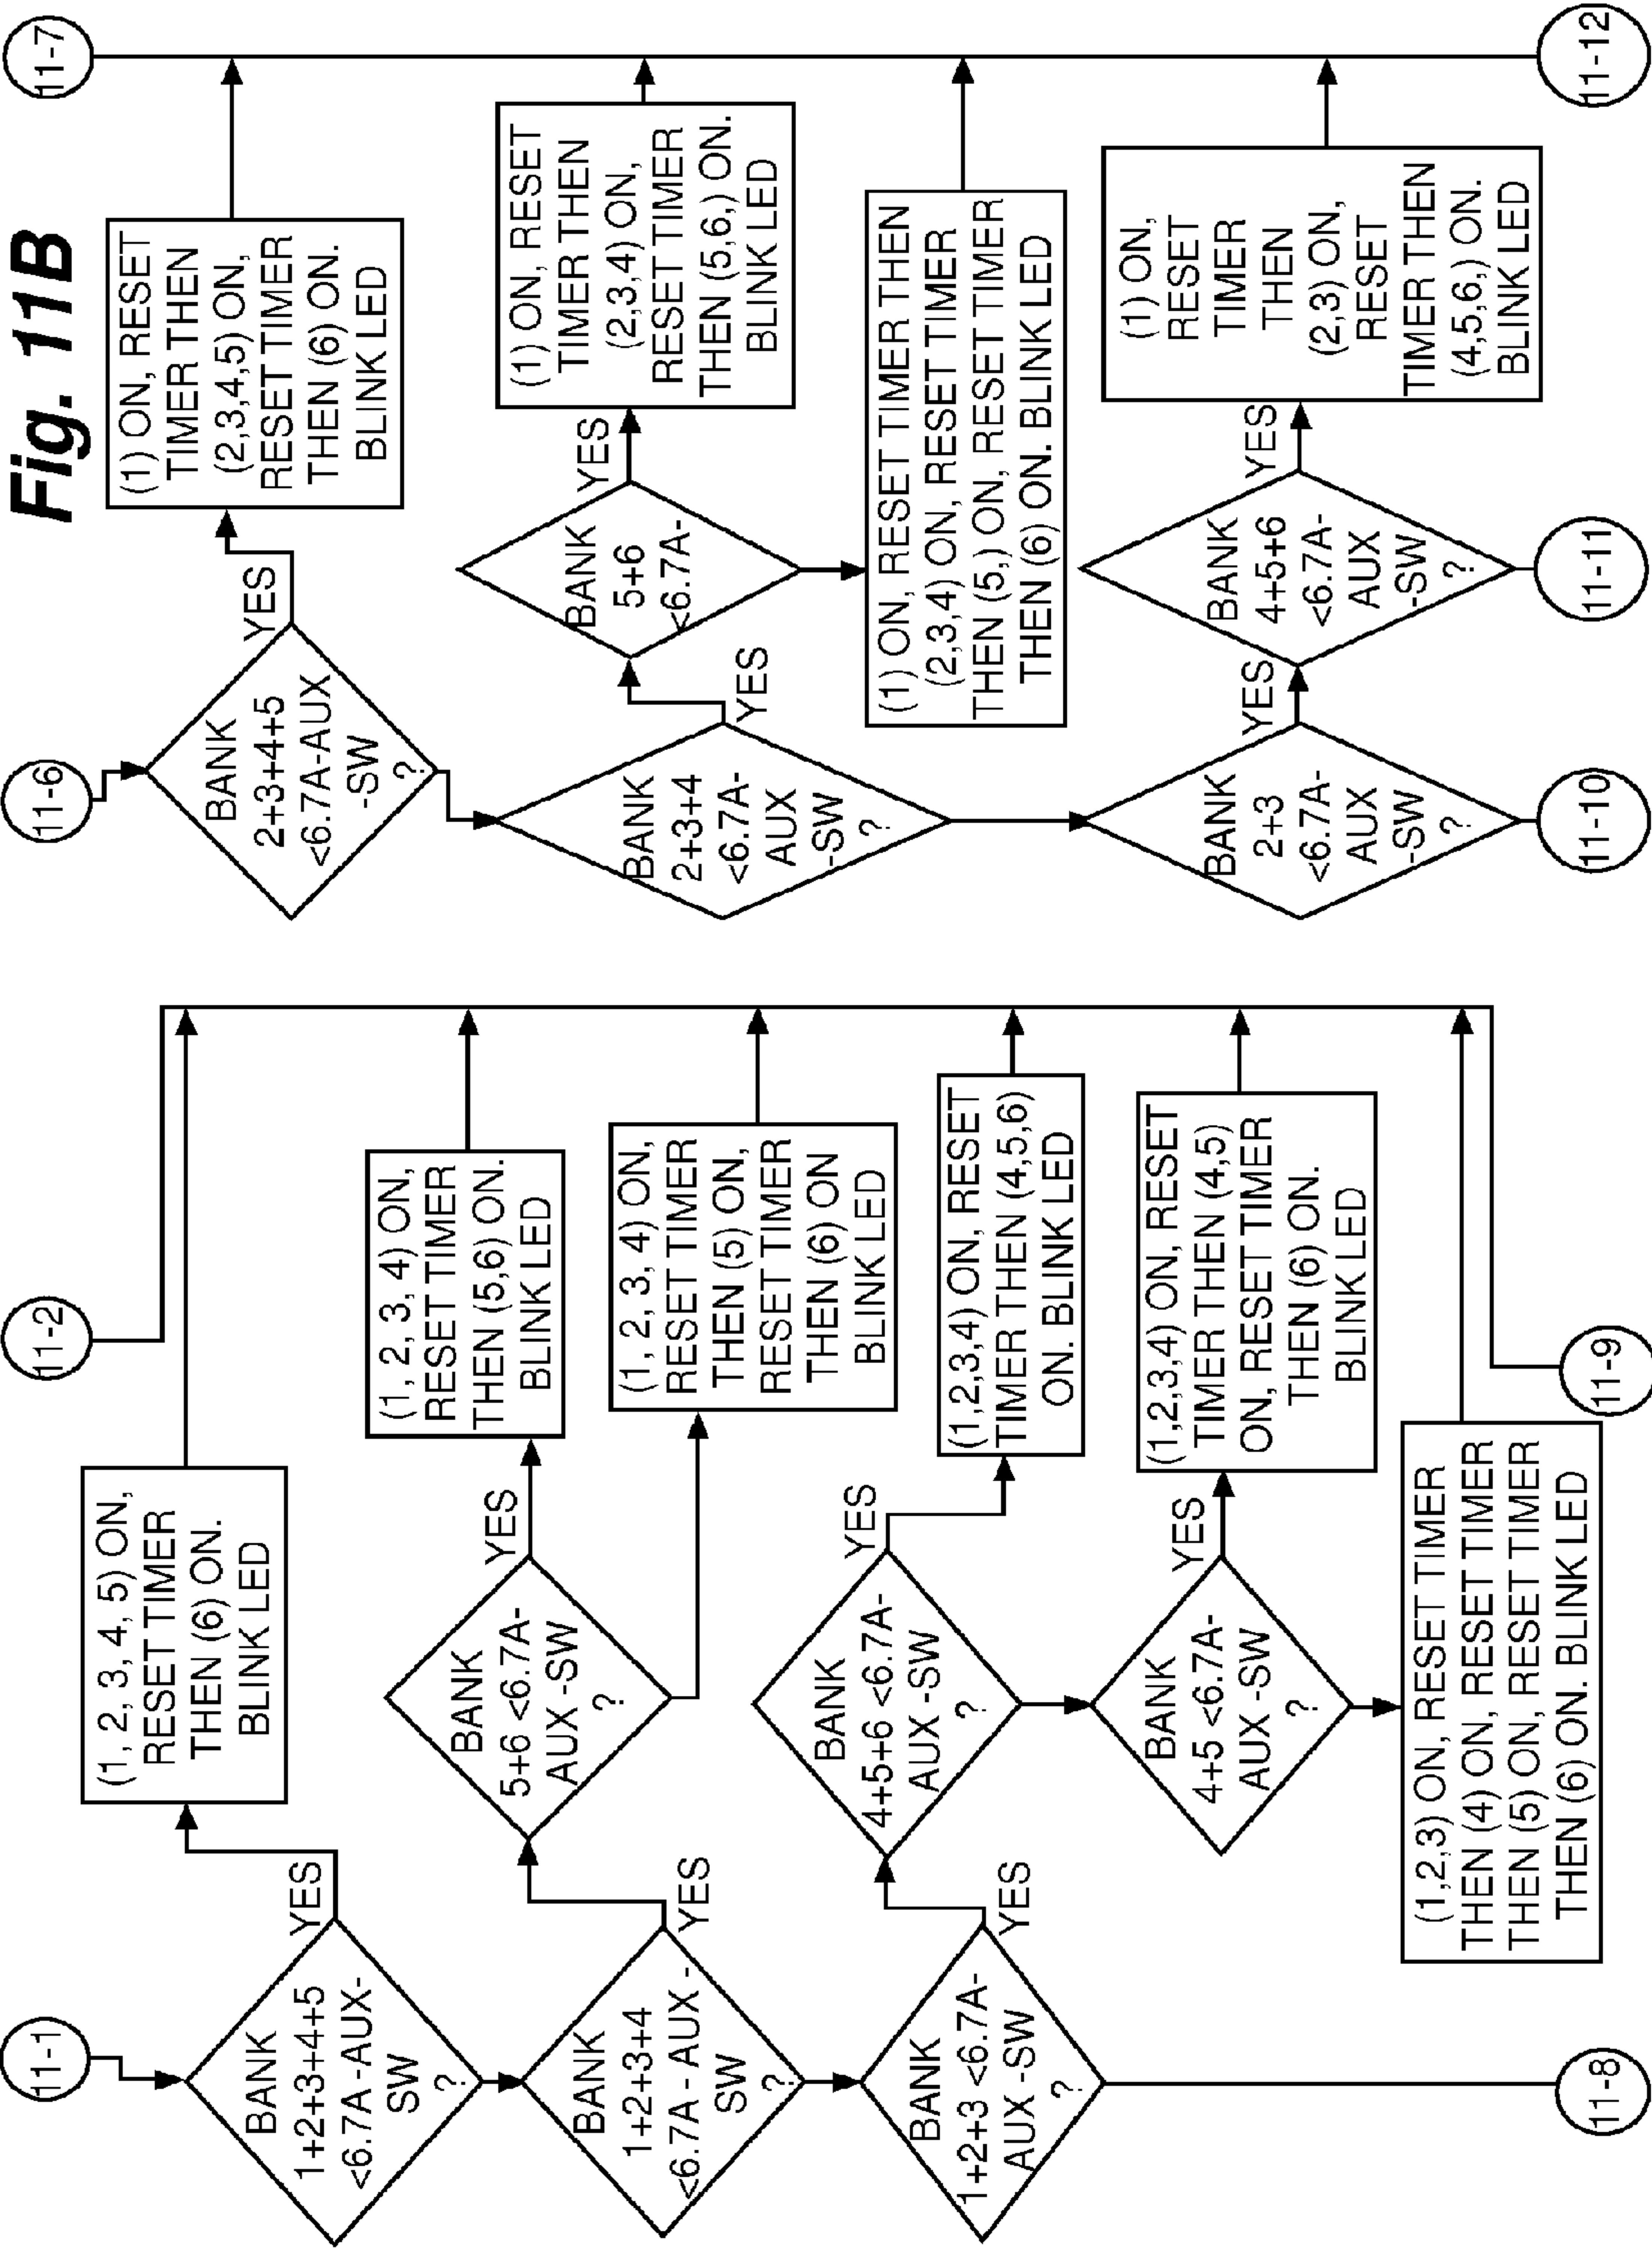 Fig. 11B
11-1
BANK
1+2+3+4+5
<6.7A -AUX-
SW
?
YES
(1, 2, 3, 4, 5) ON,
RESET TIMER
THEN (6) ON.
BLINK LED
11-2
BANK
1+2+3+4
<6.7A - AUX -
SW
?
YES
BANK
5+6 <6.7A-
AUX -SW
?
YES
(1, 2, 3, 4) ON,
RESET TIMER
THEN (5,6) ON.
BLINK LED
(1, 2, 3, 4) ON,
RESET TIMER
THEN (5) ON,
RESET TIMER
THEN (6) ON
BLINK LED
BANK
1+2+3 <6.7A-
AUX -SW
?
YES
BANK
4+5+6 <6.7A-
AUX -SW
?
YES
(1,2,3,4) ON, RESET
TIMER THEN (4,5,6)
ON. BLINK LED
BANK
4+5 <6.7A-
AUX -SW
?
YES
(1,2,3,4) ON, RESET
TIMER THEN (4,5)
ON, RESET TIMER
THEN (6) ON.
BLINK LED
(1,2,3) ON, RESET TIMER
THEN (4) ON, RESET TIMER
THEN (5) ON, RESET TIMER
THEN (6) ON. BLINK LED
11-8
11-9
11-6
BANK
2+3+4+5
<6.7A-AUX
-SW
?
YES
(1) ON, RESET
TIMER THEN
(2,3,4,5) ON,
RESET TIMER
THEN (6) ON.
BLINK LED
11-7
BANK
2+3+4
<6.7A-
AUX
-SW
?
YES
BANK
5+6
<6.7A-
YES
(1) ON, RESET
TIMER THEN
(2,3,4) ON,
RESET TIMER
THEN (5,6,) ON.
BLINK LED
(1) ON, RESET TIMER THEN
(2,3,4) ON, RESET TIMER
THEN (5,) ON, RESET TIMER
THEN (6) ON. BLINK LED
BANK
2+3
<6.7A-
AUX
-SW
?
YES
BANK
4+5+6
<6.7A-
AUX
-SW
?
YES
(1) ON,
RESET
TIMER
THEN
(2,3) ON,
RESET
TIMER THEN
(4,5,6,) ON.
BLINK LED
11-10
11-11
11-12